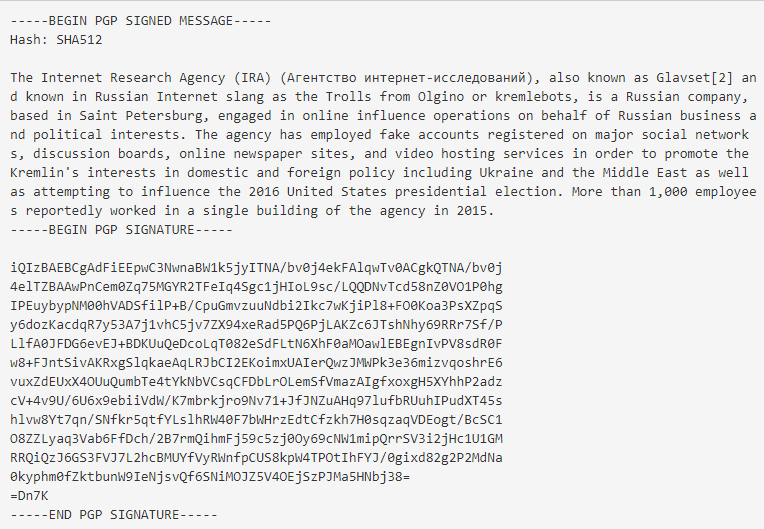 -----BEGIN PGP SIGNED MESSAGE-----
Hash: SHA512

The Internet Research Agency (IRA) (Агентство интернет-исследований), also known as Glavset[2] an
d known in Russian Internet slang as the Trolls from Olgino or kremlebots, is a Russian company,
based in Saint Petersburg, engaged in online influence operations on behalf of Russian business a
nd political interests. The agency has employed fake accounts registered on major social network
s, discussion boards, online newspaper sites, and video hosting services in order to promote the
Kremlin's interests in domestic and foreign policy including Ukraine and the Middle East as well
as attempting to influence the 2016 United States presidential election. More than 1,000 employee
s reportedly worked in a single building of the agency in 2015.
-----BEGIN PGP SIGNATURE-----

iQIzBAEBCgAdFiEEpwC3NwnaBW1k5jyITNA/bv0j4ekFAlqwTv0ACgkQTNA/bv0j
4elTZBAAwPnCem0Zq75MGYR2TFeIq4Sgc1jHIoL9sc/LQQDNvTcd58nZ0VO1P0hg
IPEuybypNM00hVADSfilP+B/CpuGmvzuuNdbi2Ikc7wKjiPl8+FO0Koa3PsXZpqS
y6dozKacdqR7y53A7j1vhC5jv7ZX94xeRad5PQ6PjLAKZc6JTshNhy69RRr7Sf/P
LlfA0JFDG6evEJ+BDKUuQeDcoLqT082eSdFLtN6XhF0aMOawlEBEgnIvPV8sdR0F
w8+FJntSivAKRxgSlqkaeAqLRJbCI2EKoimxUAIerQwzJMWPk3e36mizvqoshrE6
vuxZdEUxX4OUuQumbTe4tYkNbVCsqCFDbLrOLemSfVmazAIgfxoxgH5XYhhP2adz
cV+4v9U/6U6x9ebiiVdW/K7mbrkjro9Nv71+JfJNZuAHq97lufbRUuhIPudXT45s
hlvw8Yt7qn/SNfkr5qtfYLslhRW40F7bWHrzEdtCfzkh7H0sqzaqVDEogt/BcSC1
O8ZZLyaq3Vab6FfDch/2B7rmQihmFj59c5zj0Oy69cNW1mipQrrSV3i2jHc1U1GM
RRQiQzJ6GS3FVJ7L2hcBMUYfVyRWnfpCUS8kpW4TPOtIhFYJ/0gixd82g2P2MdNa
0kyphm0fZktbunW9IeNjsvQf6SNiMOJZ5V4OEjSzPJMa5HNbj38=
=Dn7K
-----END PGP SIGNATURE-----